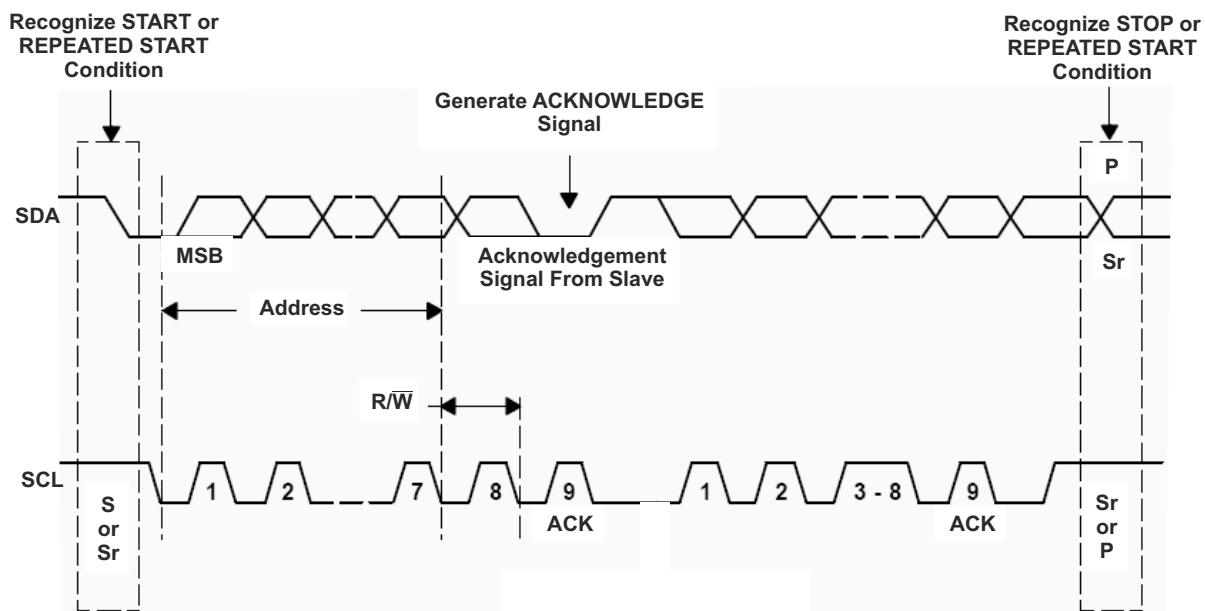 Recognize START or
REPEATED START
Condition
Recognize STOP or
REPEATED START
Condition
Generate ACKNOWLEDGE
Signal
P
SDA
MSB
Acknowledgement
Signal From Slave
Sr
Address
R/W̅
SCL
1
2
7
8
9
1
2
3 - 8
9
ACK
ACK
S
or
Sr
Sr
or
P